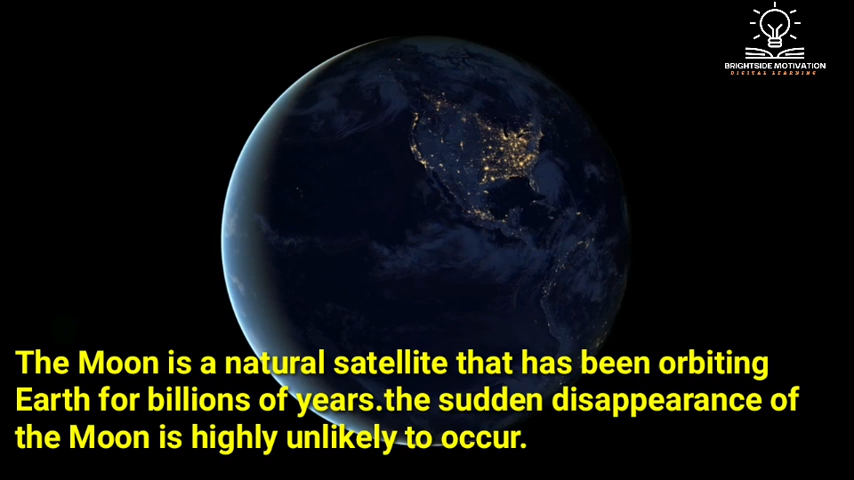 BRIGHTSIDE MOTIVATION
DIGITAL LEARNING
The Moon is a natural satellite that has been orbiting
Earth for billions of years.the sudden disappearance of
the Moon is highly unlikely to occur.